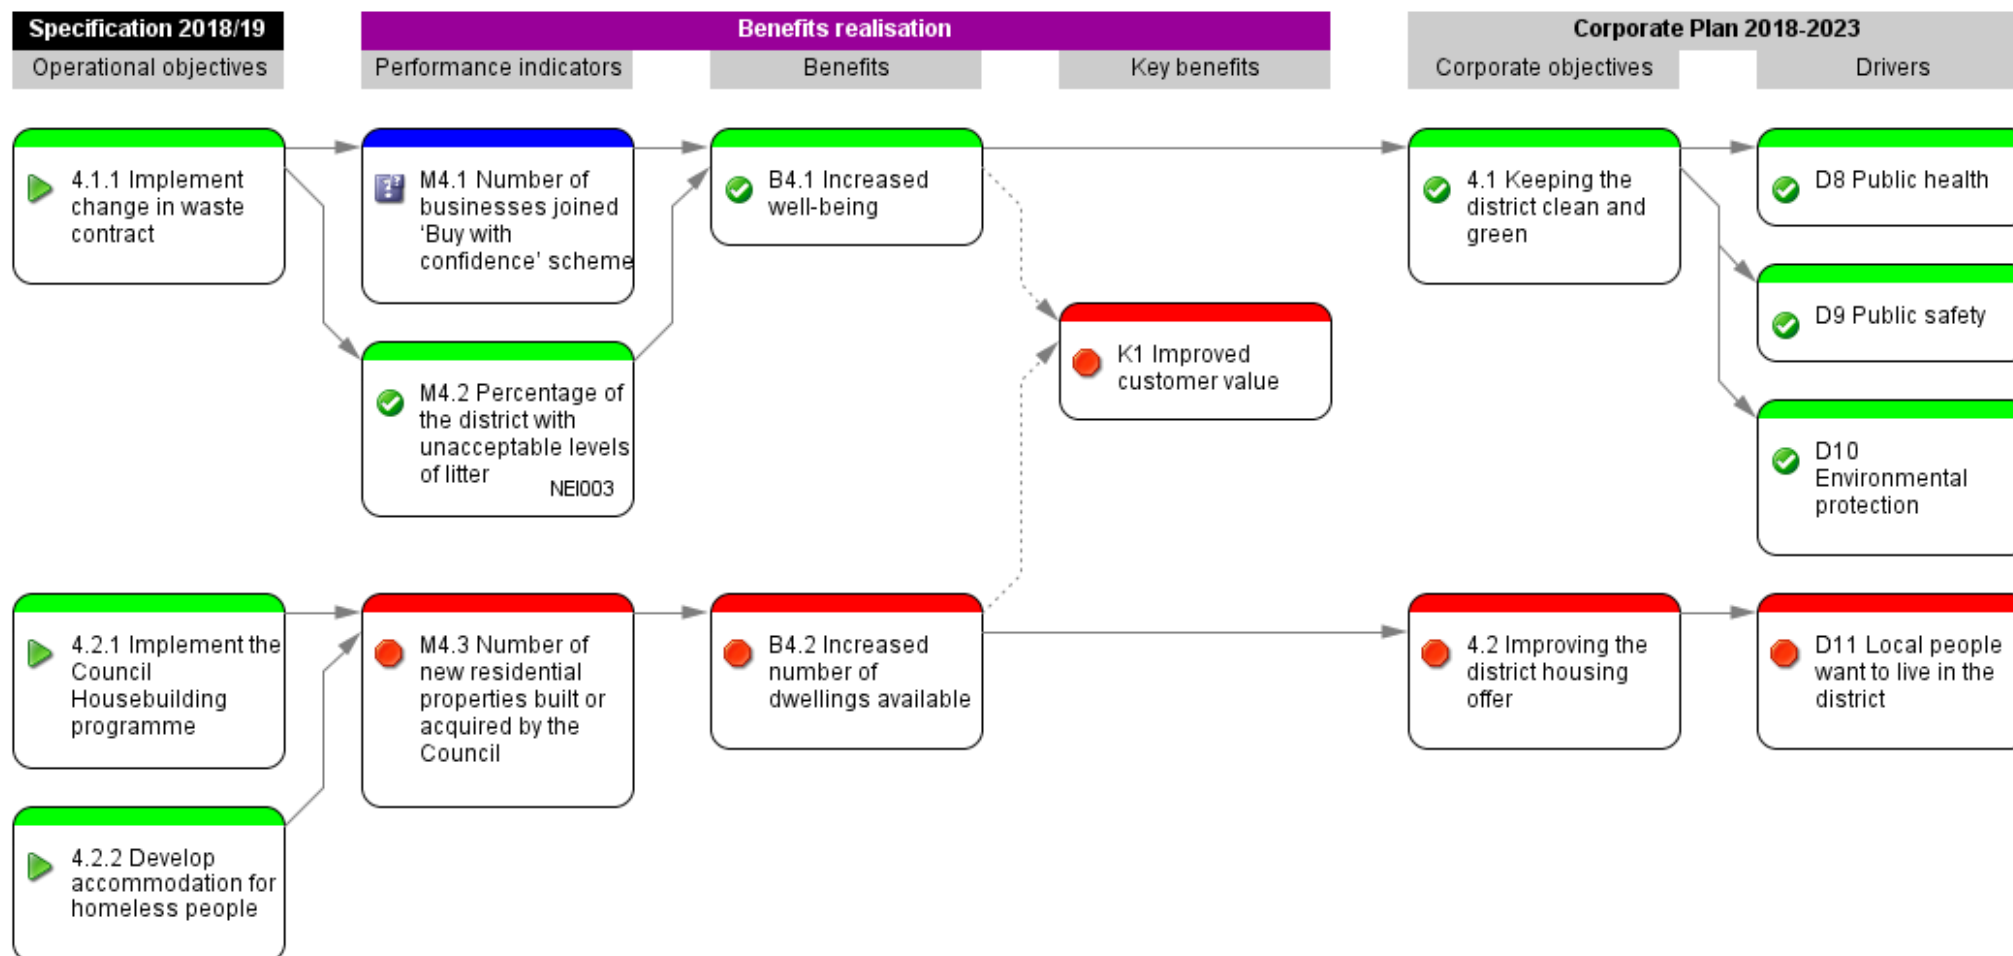 Specification 2018/19
Benefits realisation
Corporate Plan 2018-2023
Operational objectives
Performance indicators
Benefits
Key benefits
Corporate objectives
Drivers
4.1.1 Implement
change in waste
contract
M4.1 Number of
businesses joined
‘Buy with
confidence’ scheme
B4.1 Increased
well-being
4.1 Keeping the
district clean and
green
D8 Public health
D9 Public safety
K1 Improved
customer value
M4.2 Percentage of
the district with
unacceptable levels
of litter
NEI003
D10
Environmental
protection
4.2.1 Implement the
Council
Housebuilding
programme
M4.3 Number of
new residential
properties built or
acquired by the
Council
B4.2 Increased
number of
dwellings available
4.2 Improving the
district housing
offer
D11 Local people
want to live in the
district
4.2.2 Develop
accommodation for
homeless people